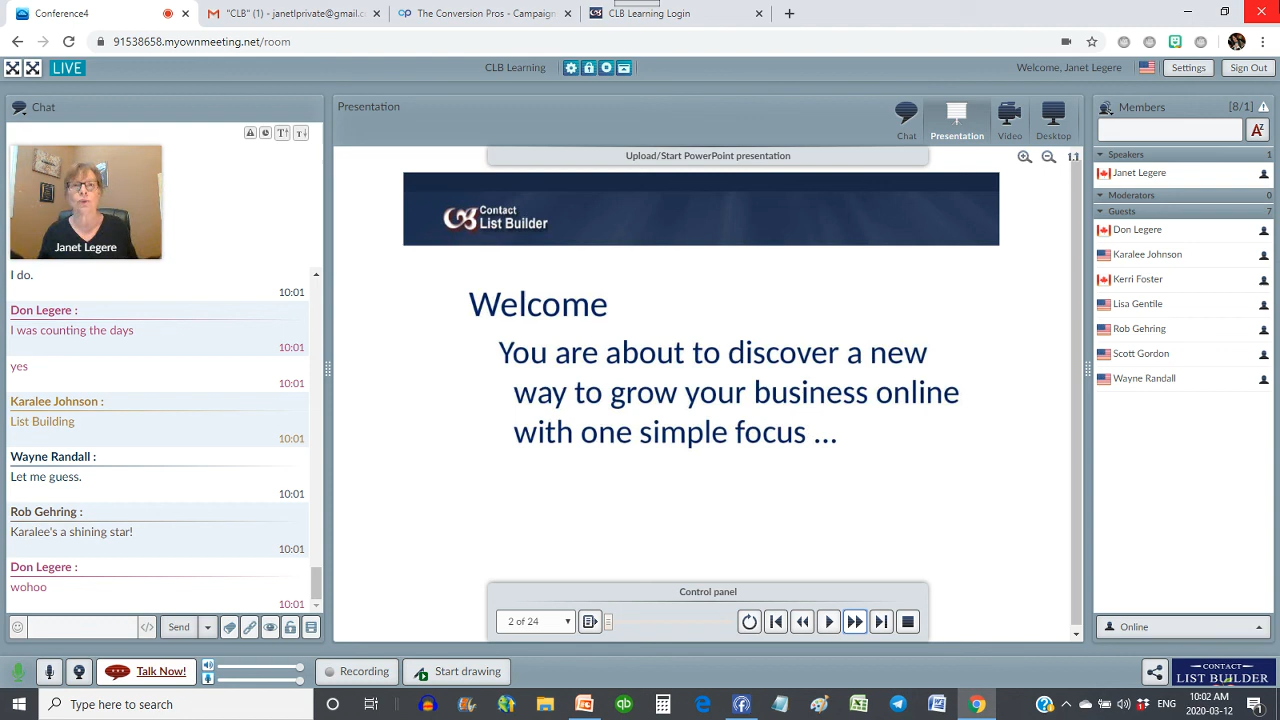 Conference4
"CLB" (1) - janetlprivate@gmail.c
The Conversion Pros - Campaign
CLB Learning Login
91538658.myownmeeting.net/room
LIVE
CLB Learning
Welcome, Janet Legere
Settings
Sign Out
Chat
Janet Legere
I do.
10:01
Don Legere :
I was counting the days
10:01
yes
10:01
Karalee Johnson :
List Building
10:01
Wayne Randall :
Let me guess.
10:01
Rob Gehring :
Karalee's a shining star!
10:01
Don Legere :
wohoo
10:01
Send
Presentation
Chat
Presentation
Video
Desktop
Upload/Start PowerPoint presentation
1:1
Contact
List Builder
Welcome
You are about to discover a new
way to grow your business online
with one simple focus ...
Control panel
2 of 24
Members
[8/1]
Speakers 1
Janet Legere
Moderators 0
Guests 7
Don Legere
Karalee Johnson
Kerri Foster
Lisa Gentile
Rob Gehring
Scott Gordon
Wayne Randall
Online
Talk Now!
Recording
Start drawing
CONTACT
LIST BUILDER
Type here to search
ENG
10:02 AM
2020-03-12